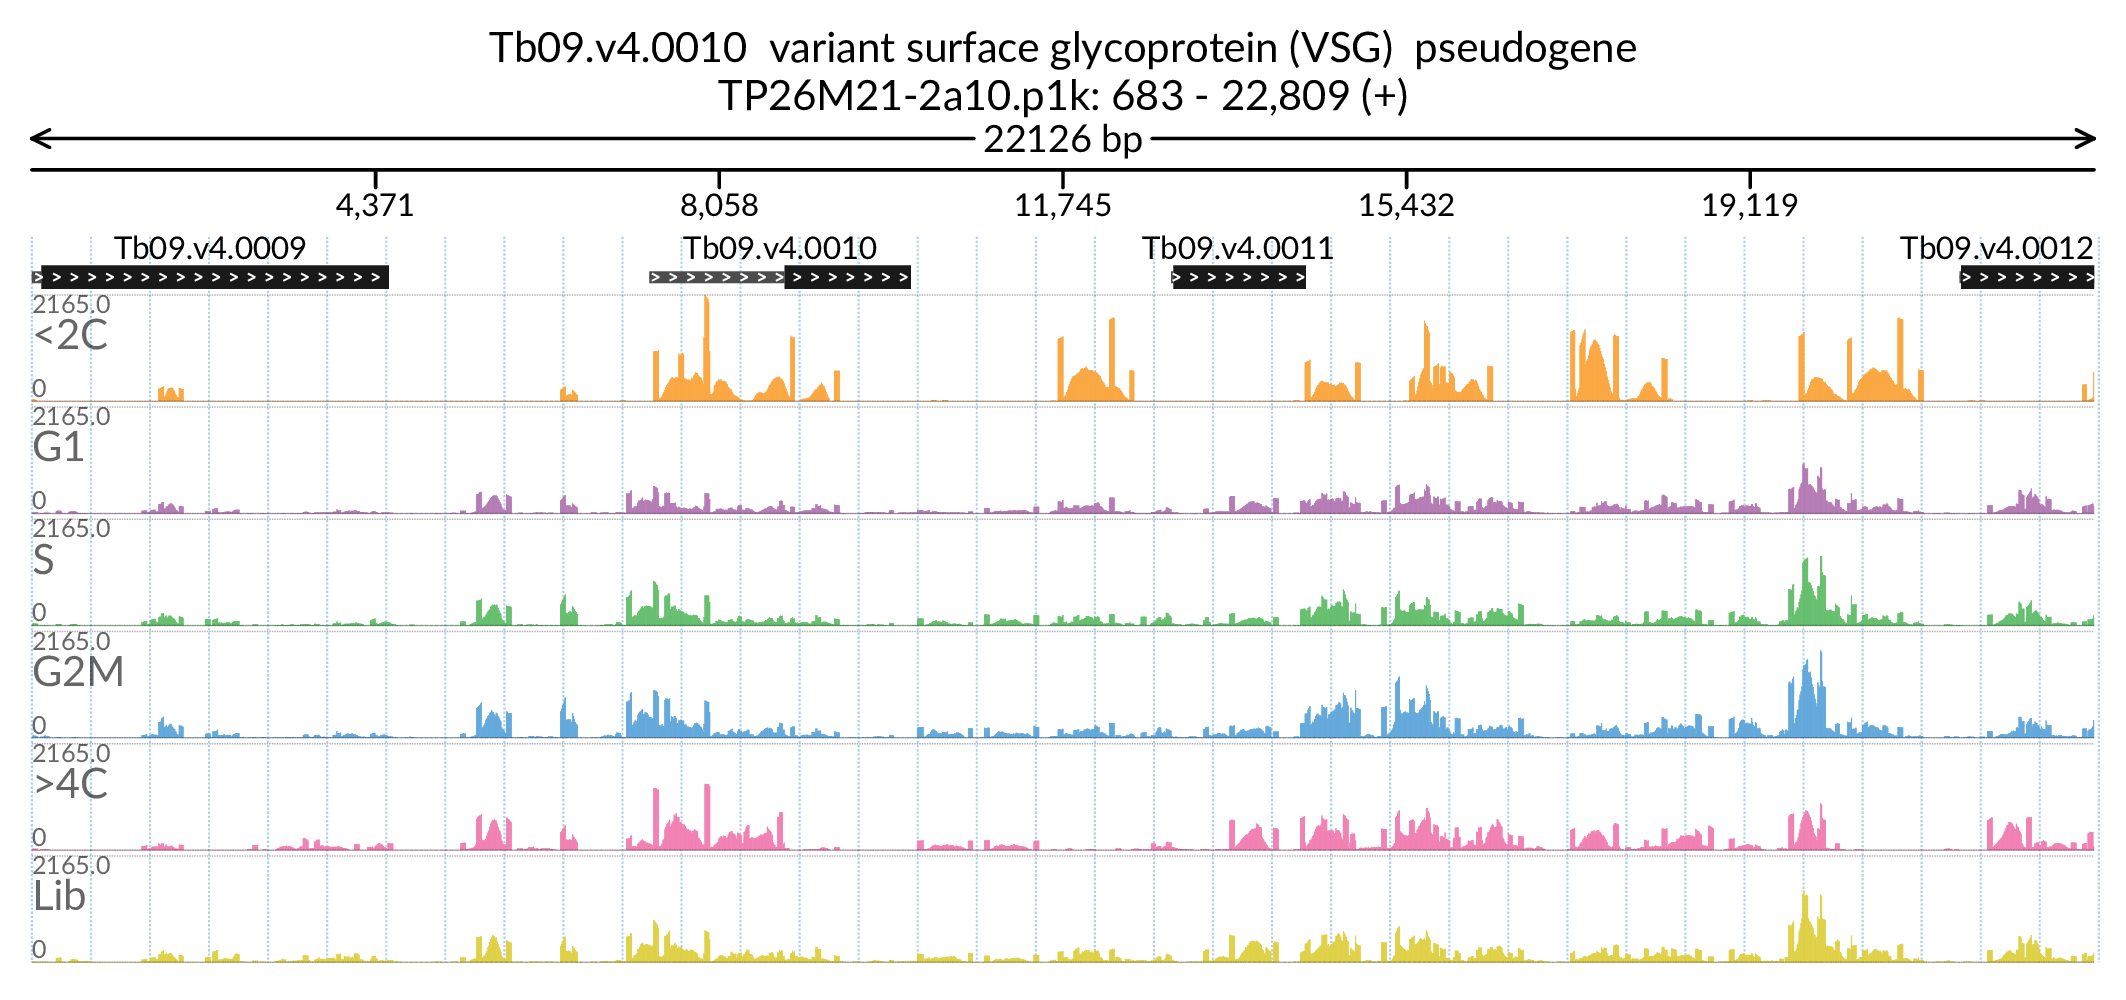 Tb09.v4.0010 variant surface glycoprotein (VSG) pseudogene
TP26M21-2a10.p1k: 683 - 22,809 (+)
22126 bp
4,371 8,058 11,745 15,432 19,119
Tb09.v4.0009 Tb09.v4.0010 Tb09.v4.0011 Tb09.v4.0012
2165.0
<2C
0
2165.0
G1
0
2165.0
S
0
2165.0
G2M
0
2165.0
>4C
0
2165.0
Lib
0